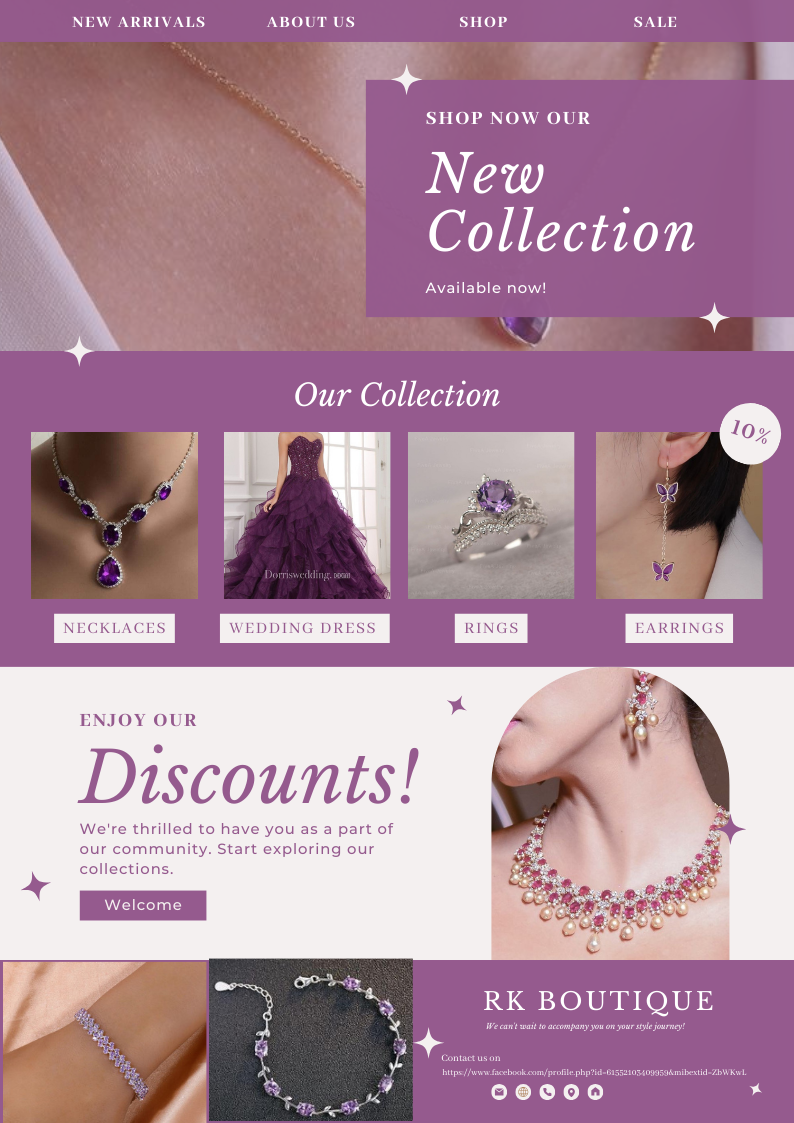 NEW ARRIVALS ABOUT US SHOP SALE
SHOP NOW OUR
New
Collection
Available now!
Our Collection
10%
Dorriswedding.
NECKLACES WEDDING DRESS RINGS EARRINGS
ENJOY OUR
Discounts!
We're thrilled to have you as a part of
our community. Start exploring our
collections.
Welcome
RK BOUTIQUE
We can't wait to accompany you on your style journey!
Contact us on
https://www.facebook.com/profile.php?id=61552103409959&mibextid=ZbWKwL